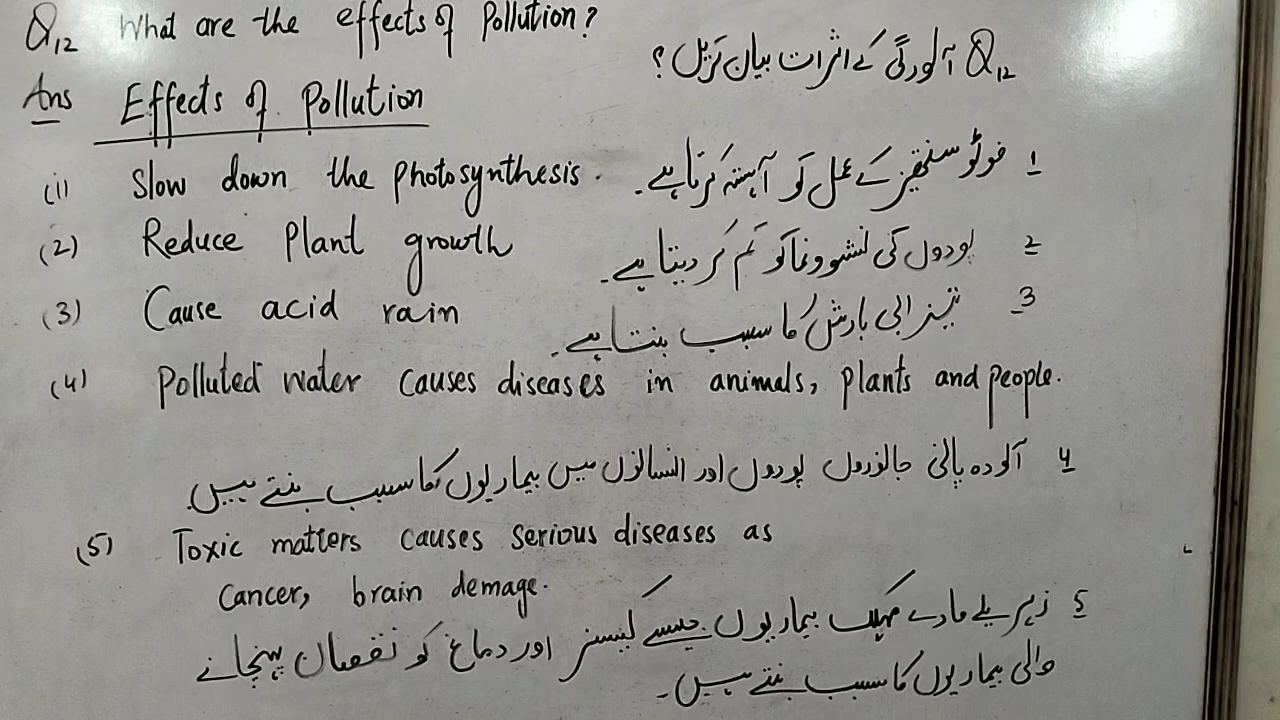 Q12 What are the effects of Pollution?
Q12 آلودگی کے اثرات بیان کریں؟
Ans Effects of Pollution
(1) Slow down the photosynthesis.
1 فوٹو سنتھیسز کے عمل کو آہستہ کرتا ہے۔
(2) Reduce Plant growth
2 پودوں کی نشوونما کو کم کر دیتا ہے۔
(3) Cause acid rain
3 تیزابی بارش کا سبب بنتا ہے۔
(4) Polluted water causes diseases in animals, plants and people.
4 آلودہ پانی جانوروں پودوں اور انسانوں میں بیماریوں کا سبب بنتے ہیں۔
(5) Toxic matters causes serious diseases as
cancer, brain demage.
5 زہریلے مادے مہلک بیماریوں جیسے کینسر اور دماغ کو نقصان پہنچانے
والی بیماریوں کا سبب بنتے ہیں۔